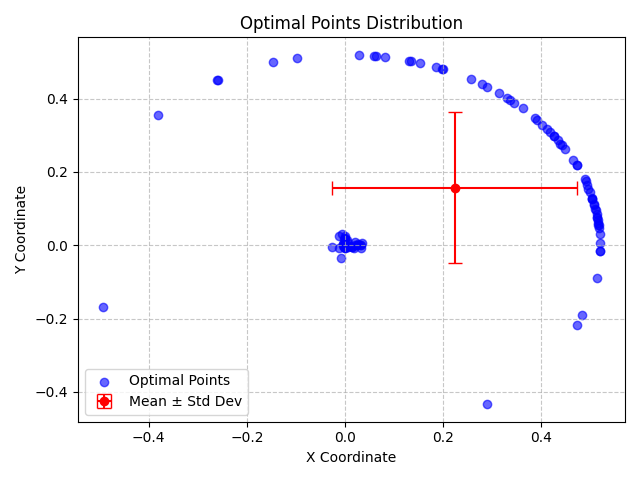 Optimal Points Distribution
Y Coordinate
0.4
0.2
0.0
−0.2
−0.4
Optimal Points
Mean ± Std Dev
−0.4
−0.2
0.0
0.2
0.4
X Coordinate